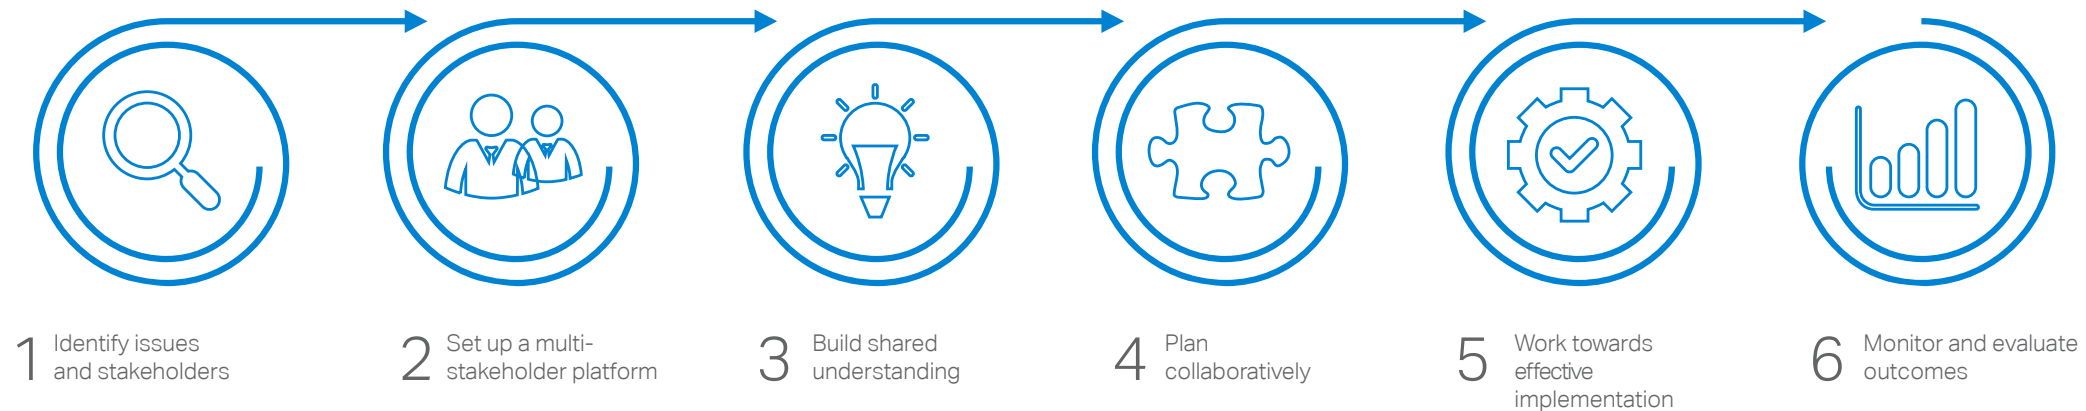 1 Identify issues
and stakeholders
2 Set up a multi-
stakeholder platform
3 Build shared
understanding
4 Plan
collaboratively
5 Work towards
effective
implementation
6 Monitor and evaluate
outcomes